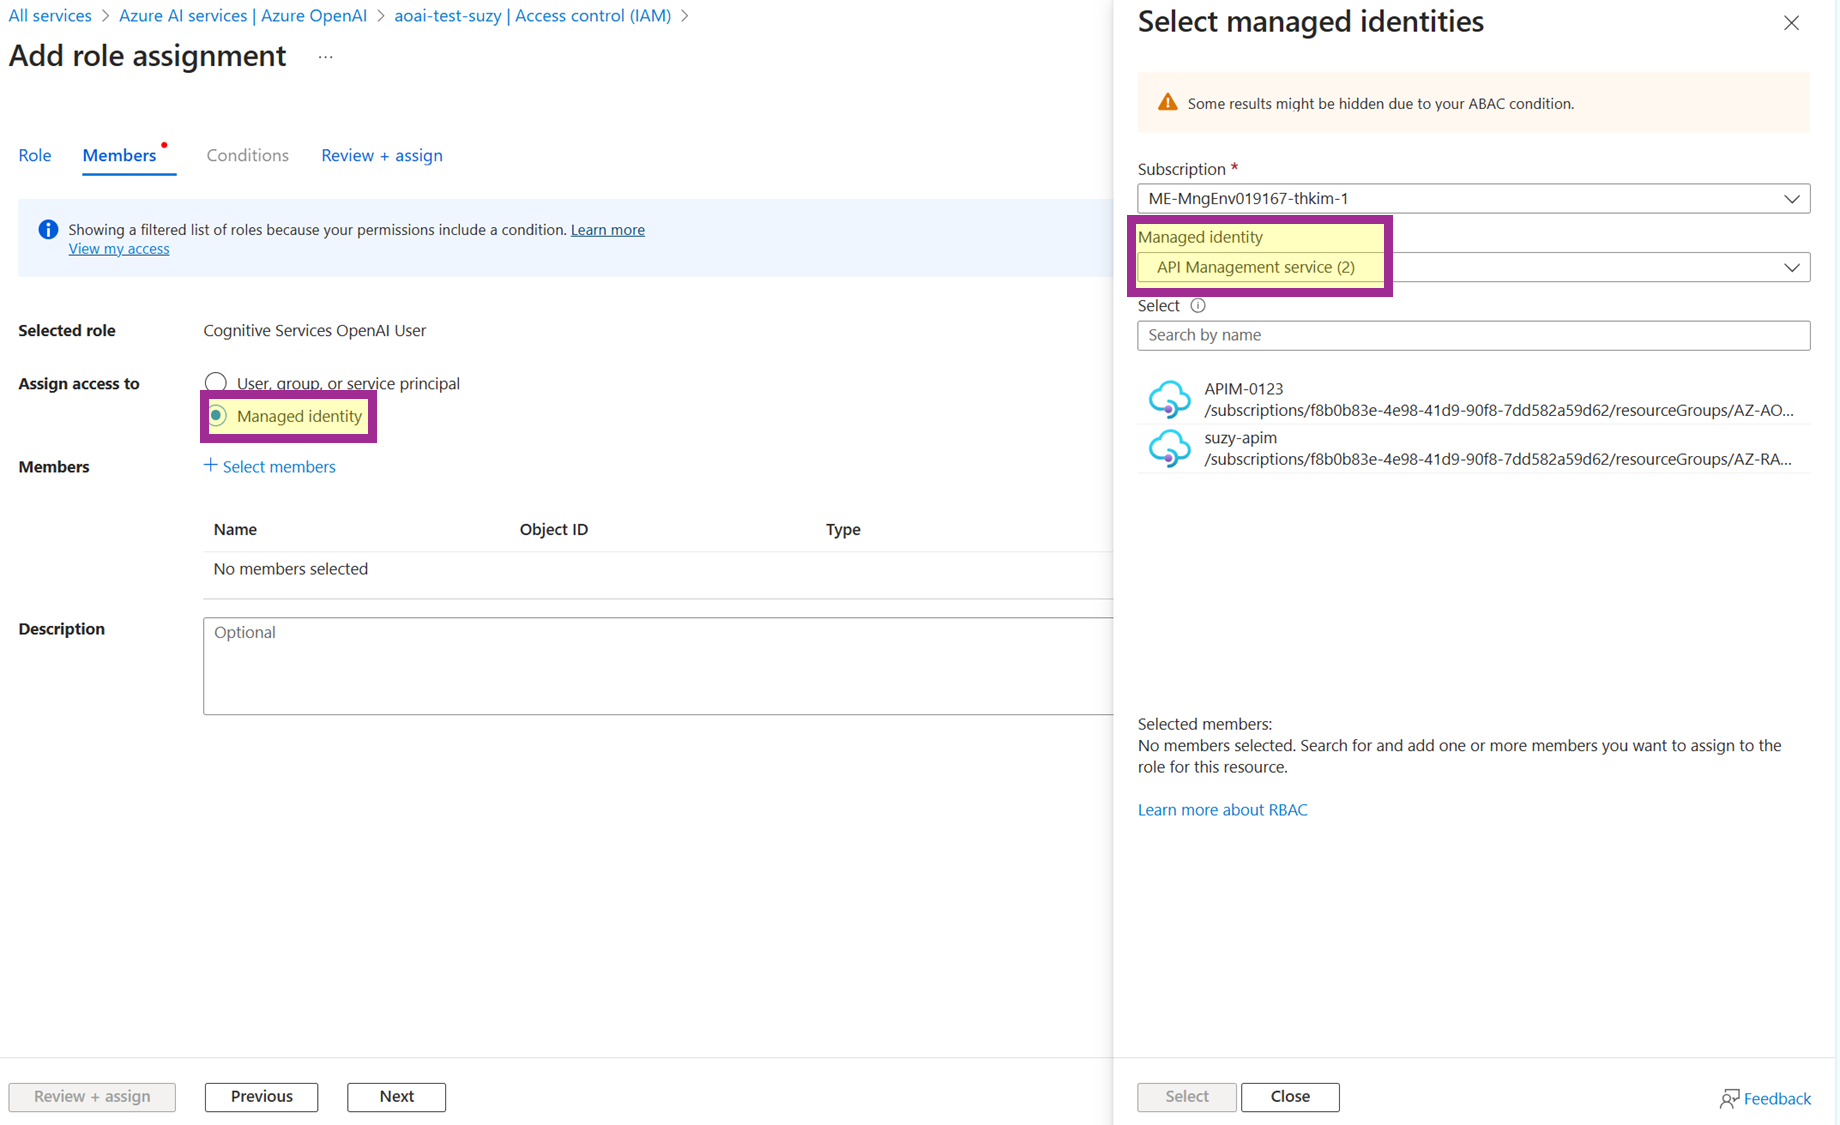 All services > Azure AI services | Azure OpenAI > aoai-test-suzy | Access control (IAM) >
Add role assignment ...
Role Members Conditions Review + assign
Showing a filtered list of roles because your permissions include a condition. Learn more
View my access
Selected role Cognitive Services OpenAI User
Assign access to User, group, or service principal
Managed identity
Members + Select members
Name Object ID Type
No members selected
Description Optional
Review + assign Previous Next
Select managed identities
Some results might be hidden due to your ABAC condition.
Subscription *
ME-MngEnv019167-thkim-1
Managed identity
API Management service (2)
Select
Search by name
APIM-0123
/subscriptions/f8b0b83e-4e98-41d9-90f8-7dd582a59d62/resourceGroups/AZ-AO...
suzy-apim
/subscriptions/f8b0b83e-4e98-41d9-90f8-7dd582a59d62/resourceGroups/AZ-RA...
Selected members:
No members selected. Search for and add one or more members you want to assign to the
role for this resource.
Learn more about RBAC
Select Close Feedback